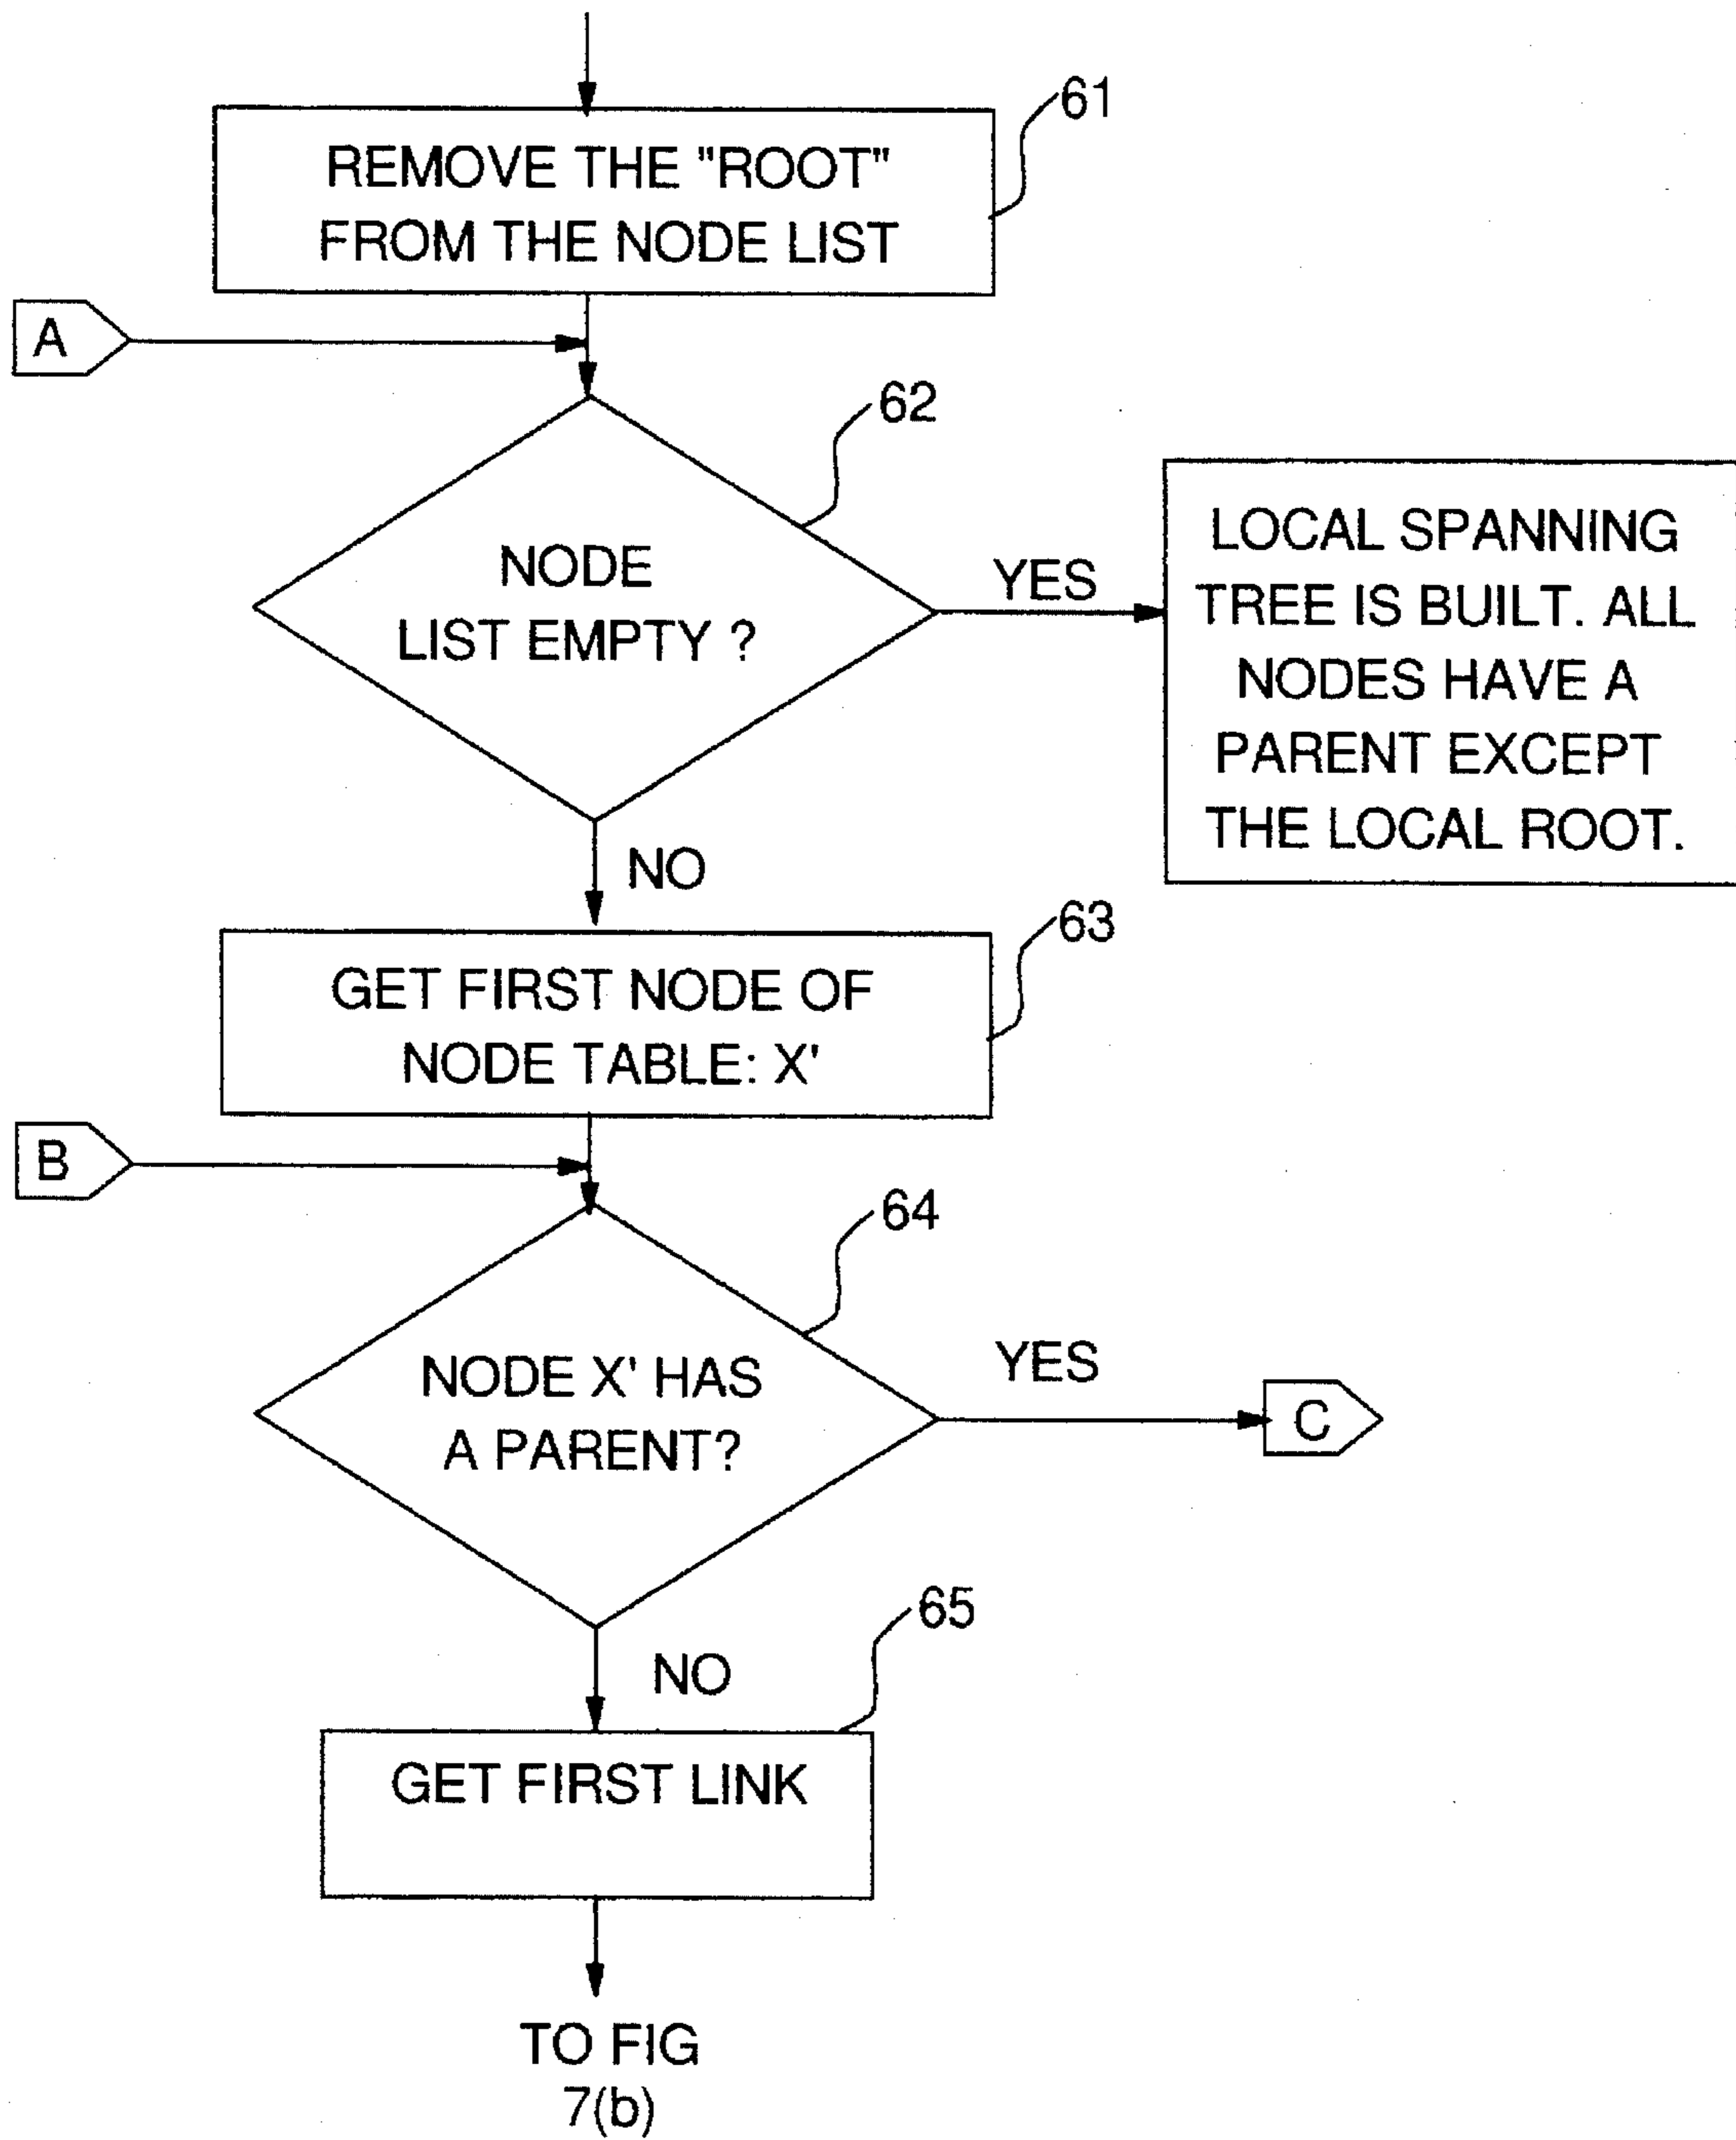 61
REMOVE THE "ROOT"
FROM THE NODE LIST
A
62
NODE
LIST EMPTY ?
YES
LOCAL SPANNING
TREE IS BUILT. ALL
NODES HAVE A
PARENT EXCEPT
THE LOCAL ROOT.
NO
63
GET FIRST NODE OF
NODE TABLE: X'
B
64
NODE X' HAS
A PARENT?
YES
C
65
NO
GET FIRST LINK
TO FIG
7(b)